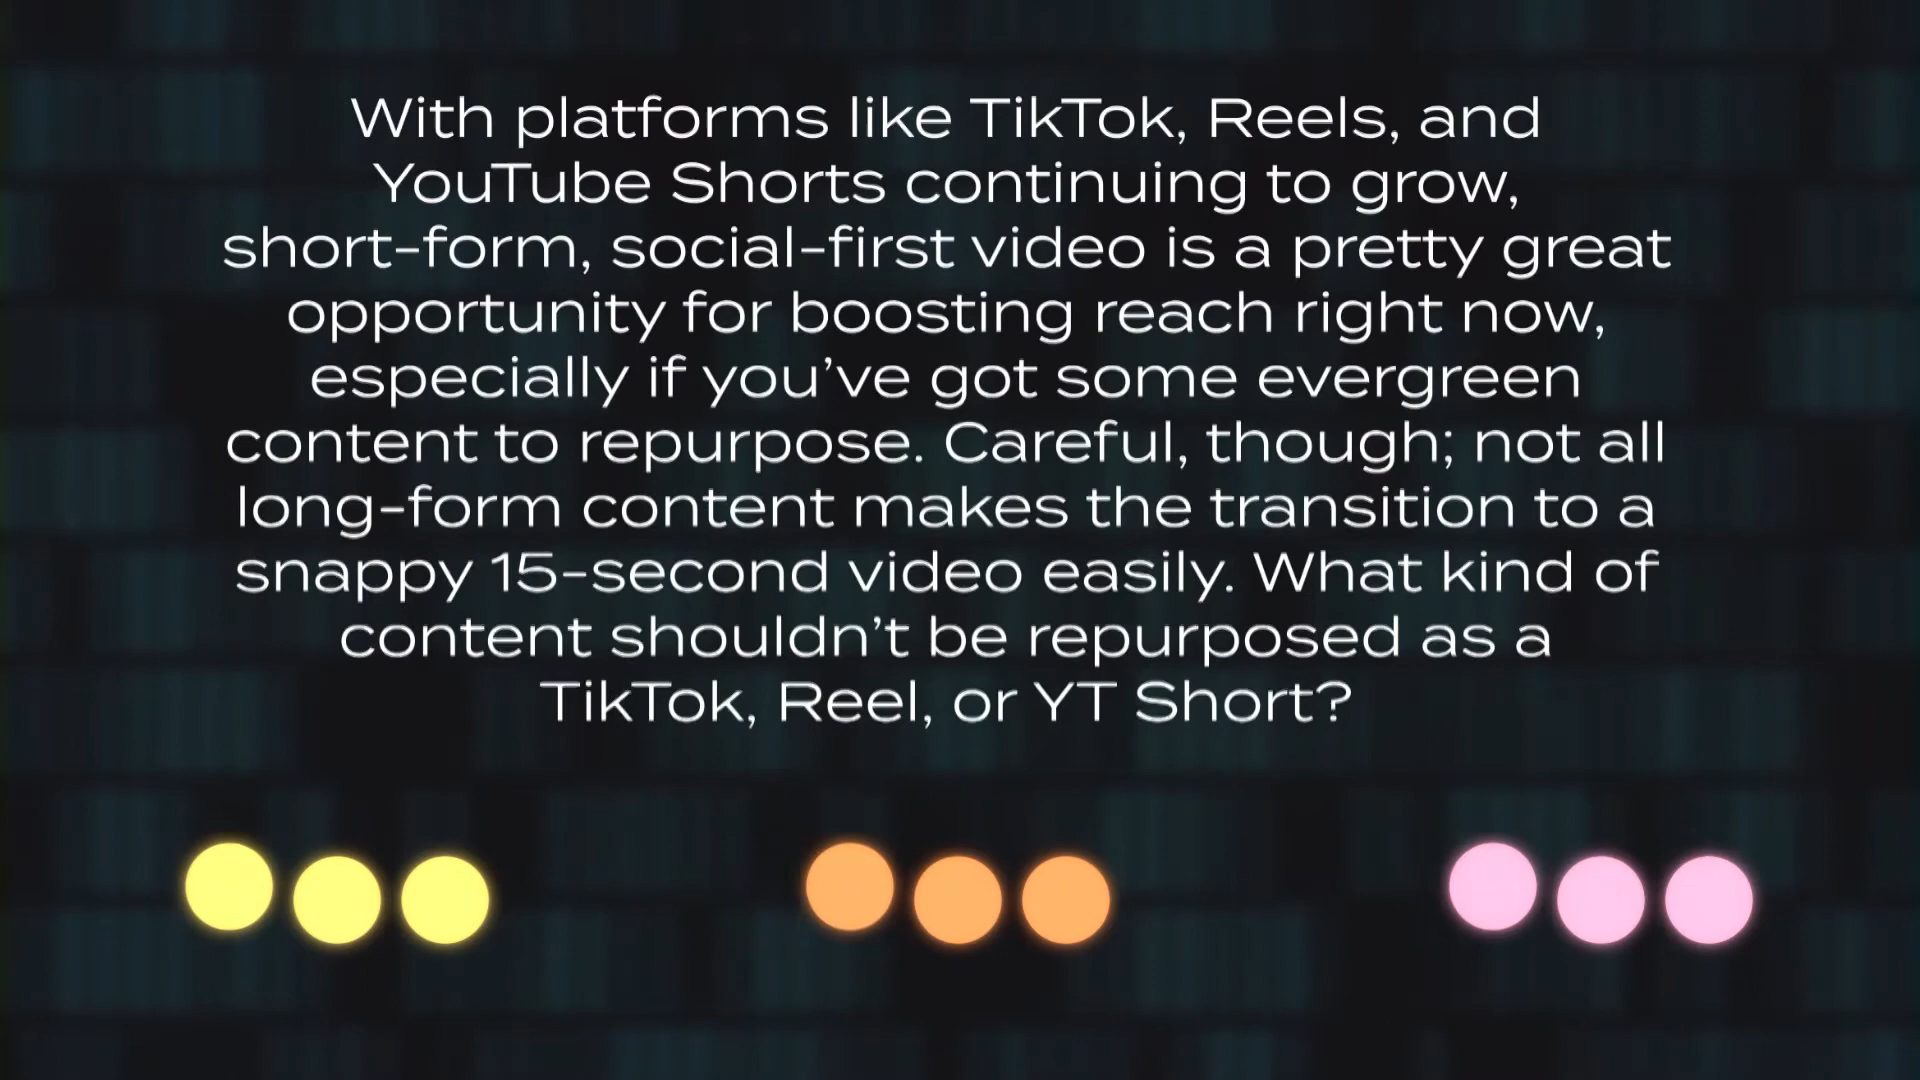 With platforms like TikTok, Reels, and
YouTube Shorts continuing to grow,
short-form, social-first video is a pretty great
opportunity for boosting reach right now,
especially if you’ve got some evergreen
content to repurpose. Careful, though; not all
long-form content makes the transition to a
snappy 15-second video easily. What kind of
content shouldn’t be repurposed as a
TikTok, Reel, or YT Short?